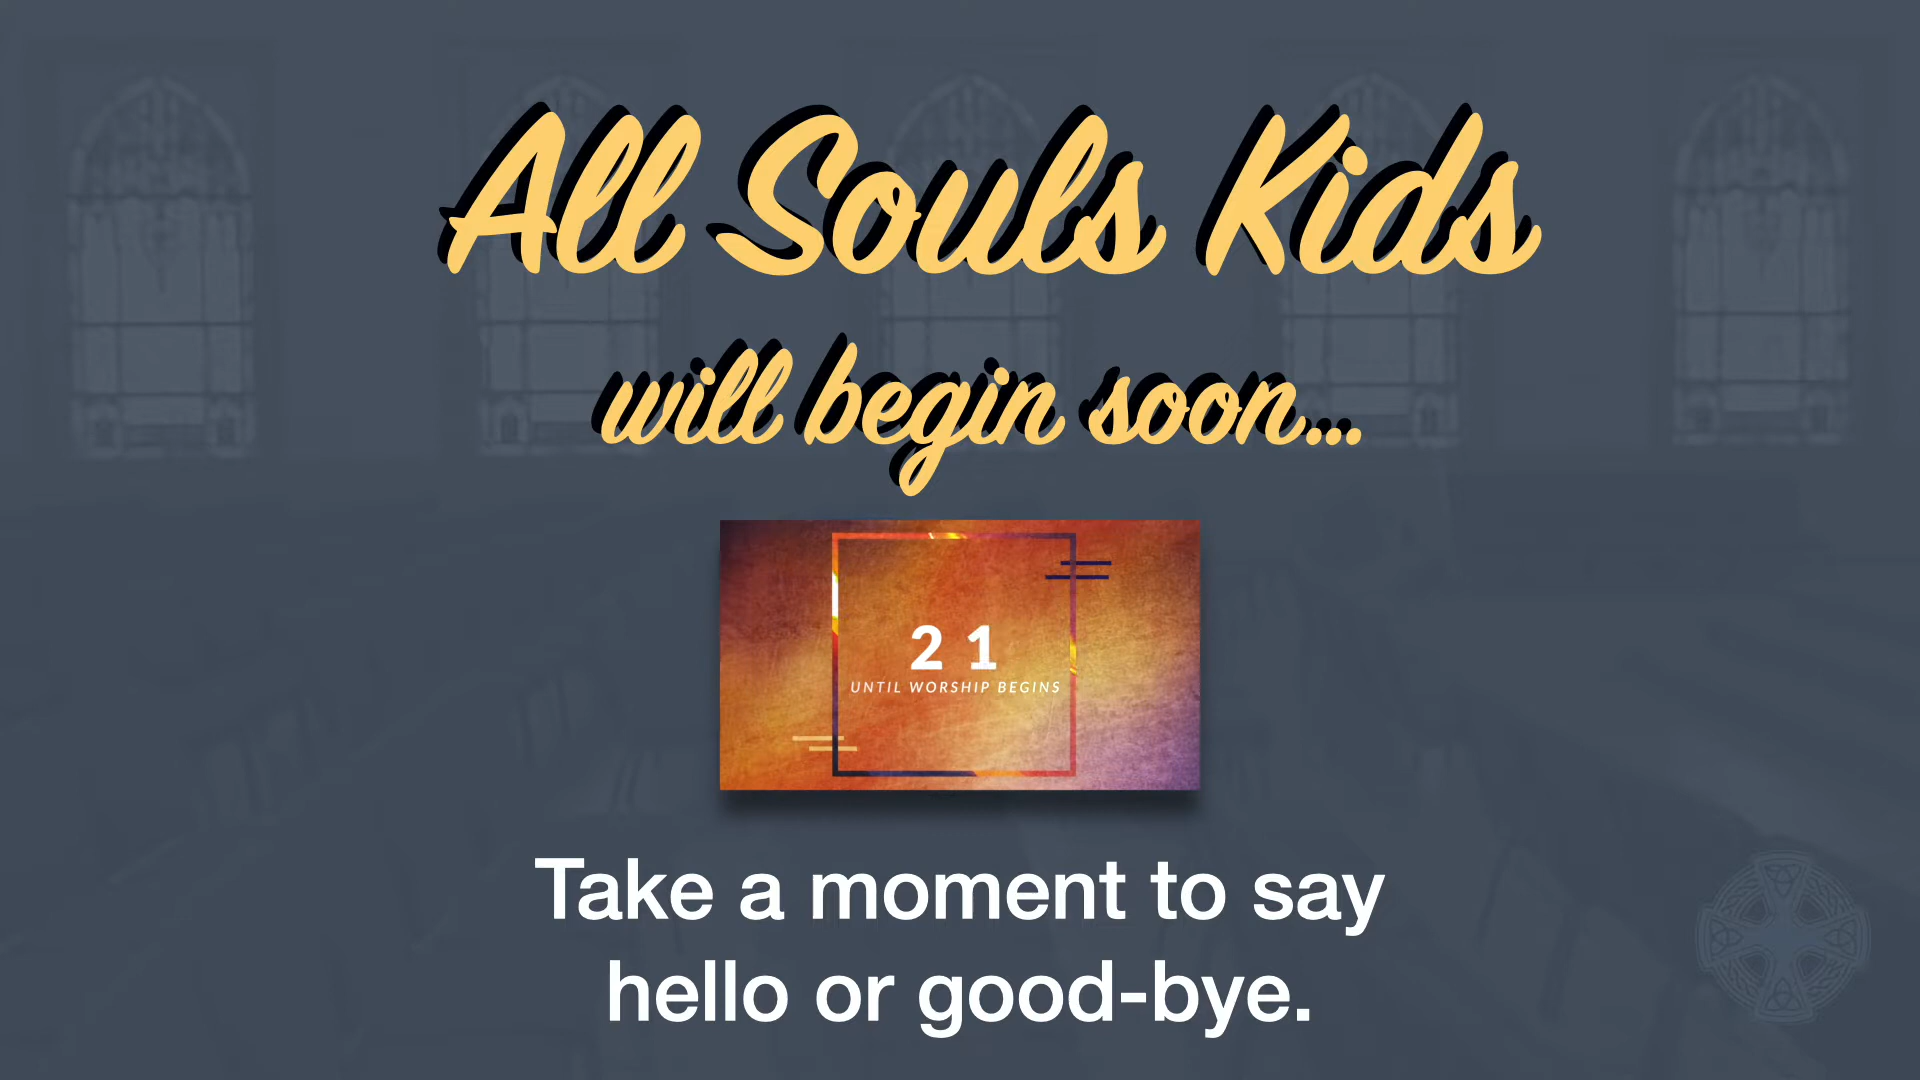 All Souls Kids
will begin soon...
2 1
UNTIL WORSHIP BEGINS
Take a moment to say
hello or good-bye.